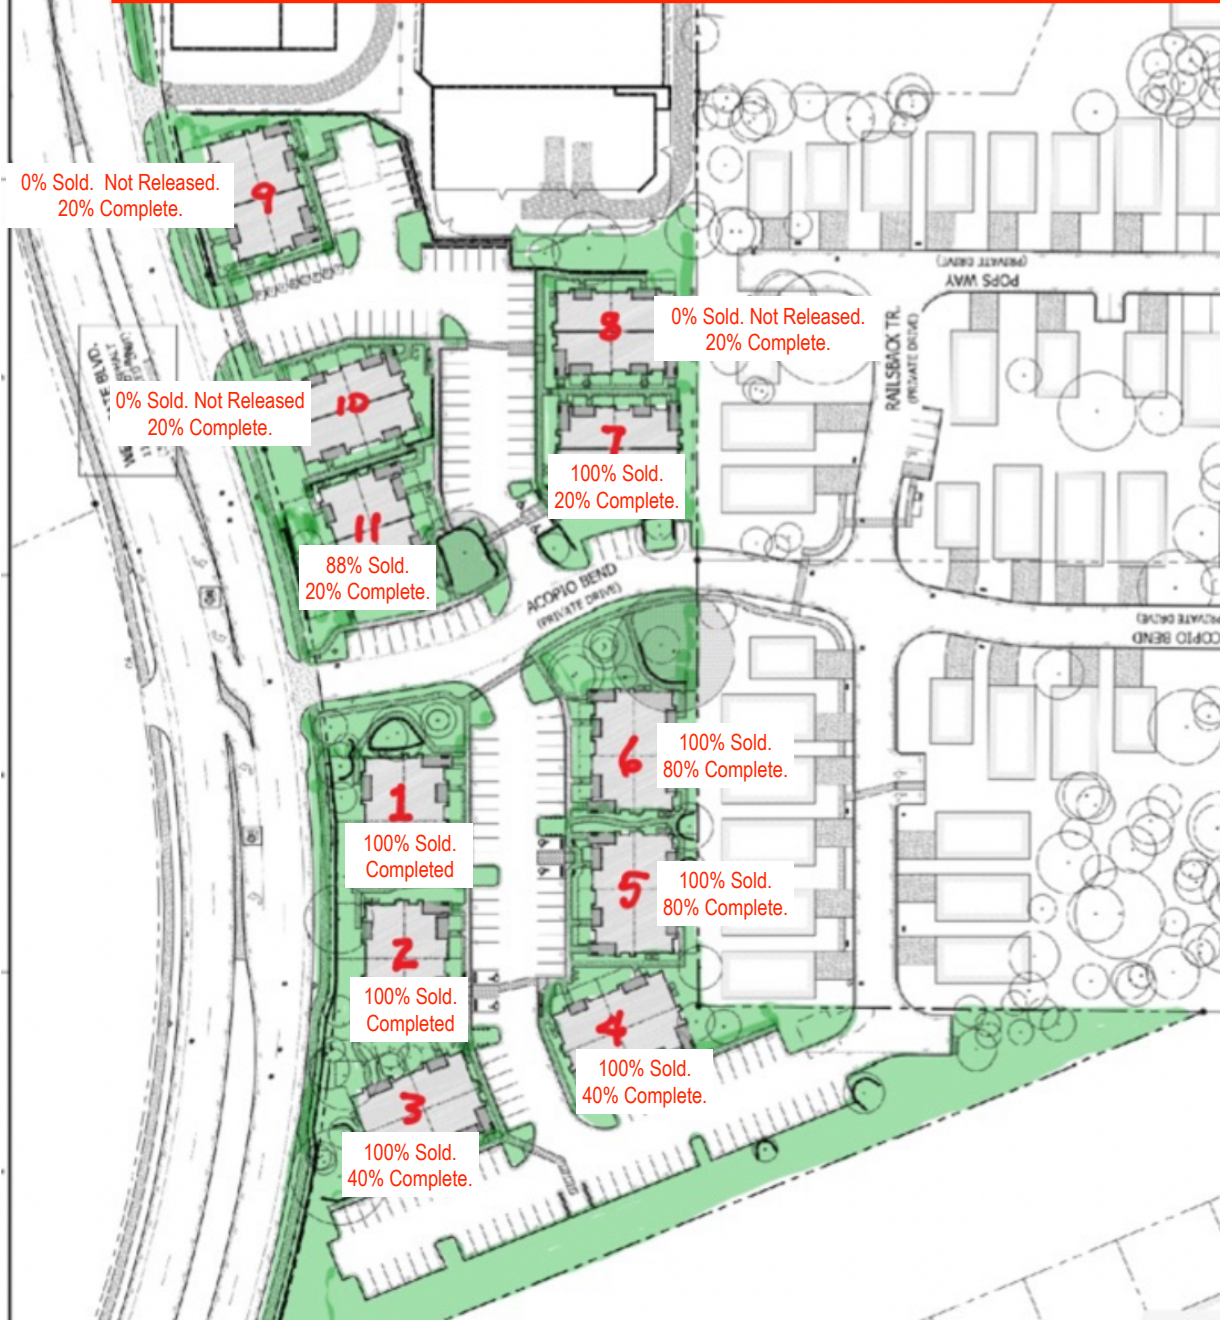 0% Sold.  Not Released.
20% Complete.
9
8
0% Sold. Not Released.
20% Complete.
POPS WAY
(PRIVATE DRIVE)
RAILSBACK TR.
(PRIVATE DRIVE)
0% Sold. Not Released
20% Complete.
10
7
100% Sold.
20% Complete.
11
88% Sold.
20% Complete.
ACOPIO BEND
(PRIVATE DRIVE)
COPIO BEND
PRIVATE DRIVE)
6
100% Sold.
80% Complete.
1
100% Sold.
Completed
5
100% Sold.
80% Complete.
2
100% Sold.
Completed
4
100% Sold.
40% Complete.
3
100% Sold.
40% Complete.